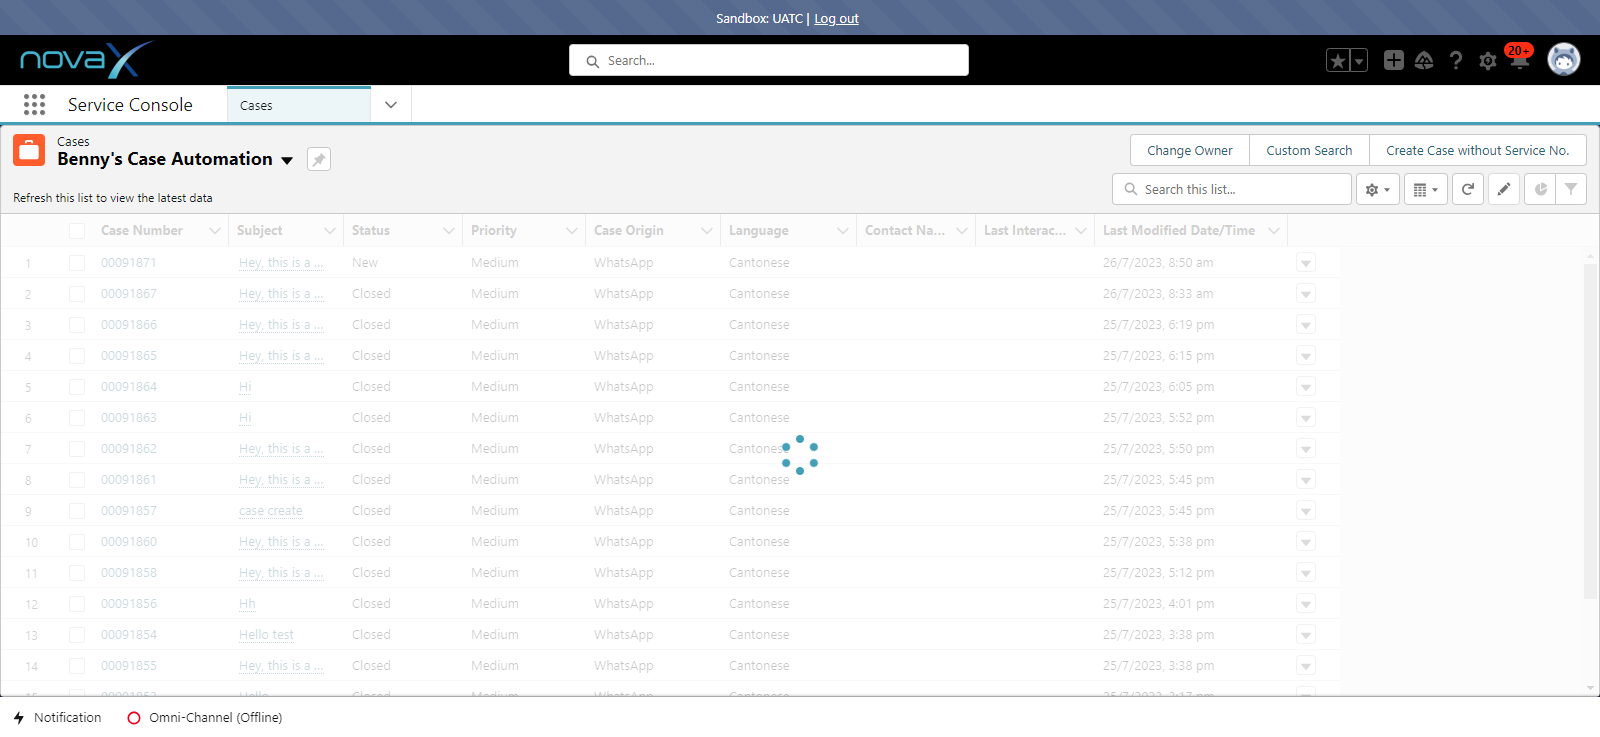 Sandbox: UATC | Log out
novaX
Search...
20+
Service Console
Cases
Cases
Benny's Case Automation
Change Owner
Custom Search
Create Case without Service No.
Refresh this list to view the latest data
Search this list...
Case Number Subject Status Priority Case Origin Language Contact Na... Last Interac... Last Modified Date/Time
1 00091871 Hey, this is a ... New Medium WhatsApp Cantonese 26/7/2023, 8:50 am
2 00091867 Hey, this is a ... Closed Medium WhatsApp Cantonese 26/7/2023, 8:33 am
3 00091866 Hey, this is a ... Closed Medium WhatsApp Cantonese 25/7/2023, 6:19 pm
4 00091865 Hey, this is a ... Closed Medium WhatsApp Cantonese 25/7/2023, 6:15 pm
5 00091864 Hi Closed Medium WhatsApp Cantonese 25/7/2023, 6:05 pm
6 00091863 Hi Closed Medium WhatsApp Cantonese 25/7/2023, 5:52 pm
7 00091862 Hey, this is a ... Closed Medium WhatsApp Cantonese 25/7/2023, 5:50 pm
8 00091861 Hey, this is a ... Closed Medium WhatsApp Cantonese 25/7/2023, 5:45 pm
9 00091857 case create Closed Medium WhatsApp Cantonese 25/7/2023, 5:45 pm
10 00091860 Hey, this is a ... Closed Medium WhatsApp Cantonese 25/7/2023, 5:38 pm
11 00091858 Hey, this is a ... Closed Medium WhatsApp Cantonese 25/7/2023, 5:12 pm
12 00091856 Hh Closed Medium WhatsApp Cantonese 25/7/2023, 4:01 pm
13 00091854 Hello test Closed Medium WhatsApp Cantonese 25/7/2023, 3:38 pm
14 00091855 Hey, this is a ... Closed Medium WhatsApp Cantonese 25/7/2023, 3:38 pm
Notification
Omni-Channel (Offline)